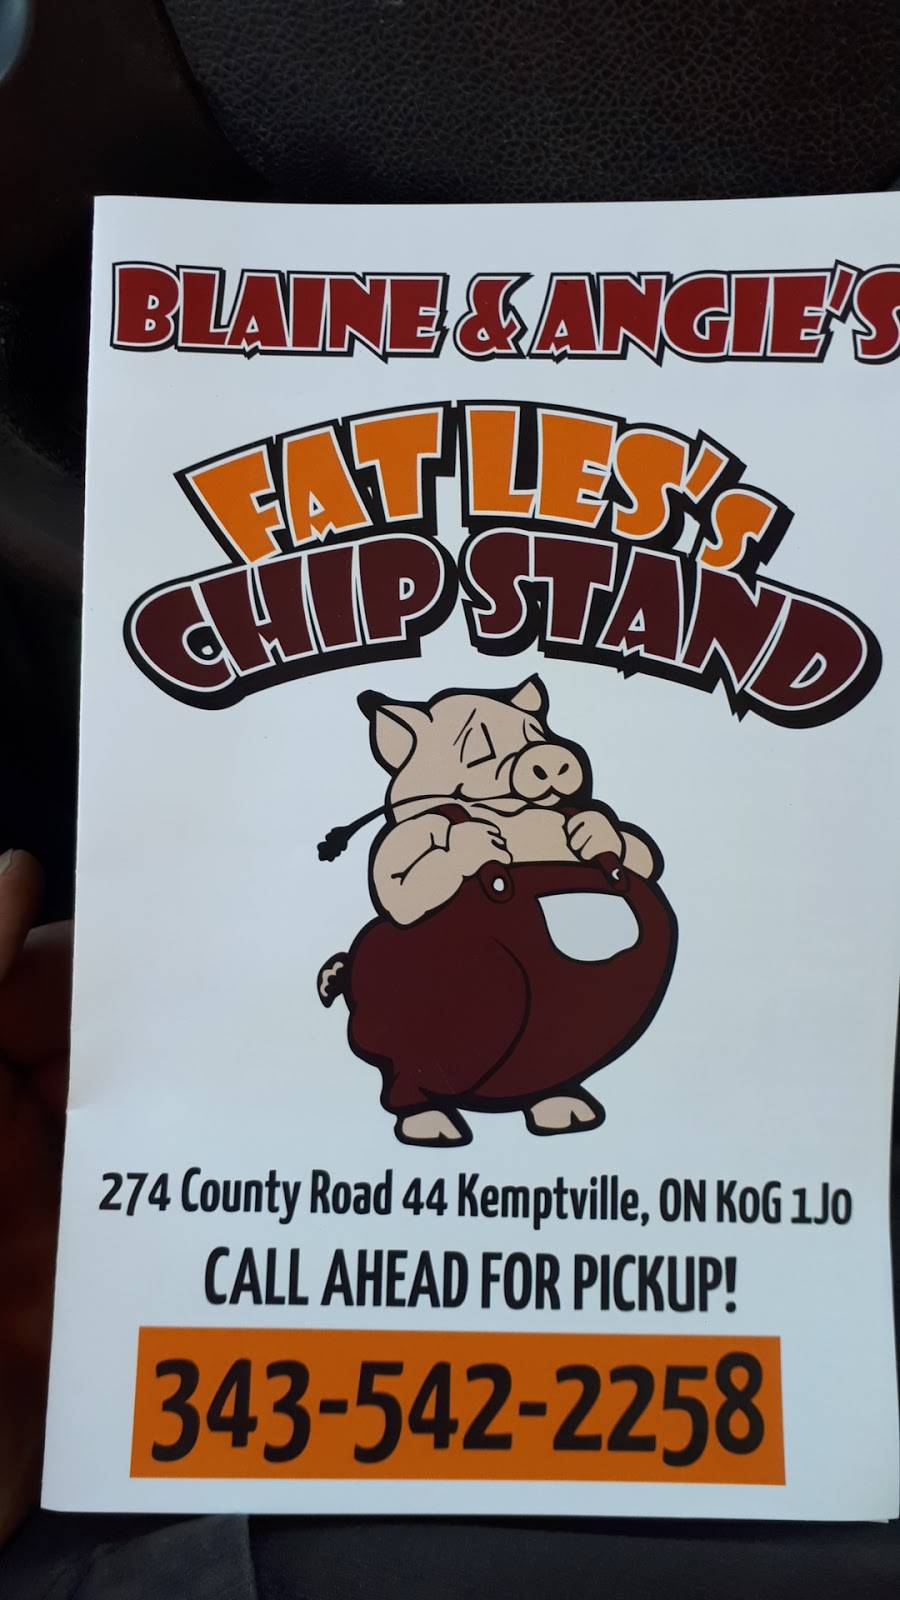 BLAINE & ANGIE'S
FAT LES's
CHIP STAND
274 County Road 44 Kemptville, ON K0G 1J0
CALL AHEAD FOR PICKUP!
343-542-2258